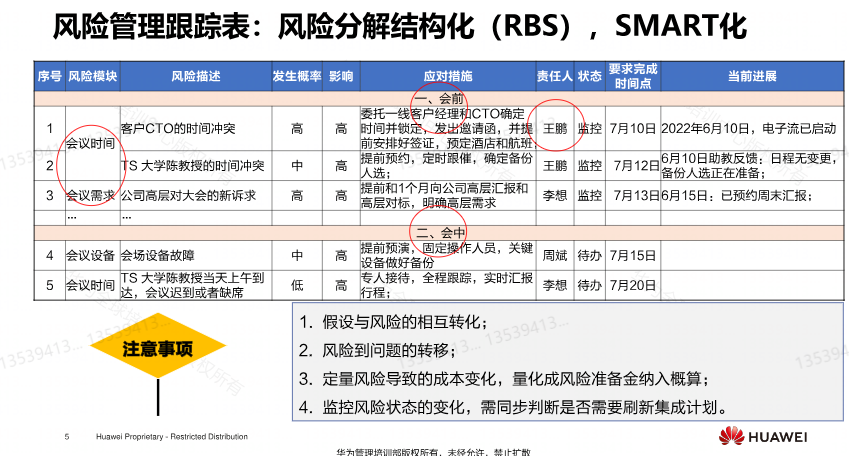 风险管理跟踪表：风险分解结构化（RBS），SMART化
序号 风险模块 风险描述 发生概率 影响 应对措施 责任人 状态 要求完成时间点 当前进展
一、会前
1 会议时间 客户CTO的时间冲突 高 高 委托一线客户经理和CTO确定时间并锁定，发出邀请函，并提前安排好签证，预定酒店和航班； 王鹏 监控 7月10日 2022年6月10日，电子流已启动
2 TS 大学陈教授的时间冲突 中 高 提前预约，定时跟催，确定备份人选； 王鹏 监控 7月12日 6月10日助教反馈：日程无变更，备份人选正在准备；
3 会议需求 公司高层对大会的新诉求 高 高 提前和1个月向公司高层汇报和高层对标，明确高层需求 李想 监控 7月13日 6月15日：已预约周末汇报；
... ...
二、会中
4 会议设备 会场设备故障 中 高 提前预演；固定操作人员，关键设备做好备份 周斌 待办 7月15日
5 会议时间 TS 大学陈教授当天上午到达，会议迟到或者缺席 低 高 专人接待，全程跟踪，实时汇报行程； 李想 待办 7月20日
注意事项
1. 假设与风险的相互转化；
2. 风险到问题的转移；
3. 定量风险导致的成本变化，量化成风险准备金纳入概算；
4. 监控风险状态的变化，需同步判断是否需要刷新集成计划。
13539413...
5 Huawei Proprietary - Restricted Distribution
HUAWEI
华为管理培训部版权所有，未经允许，禁止扩散